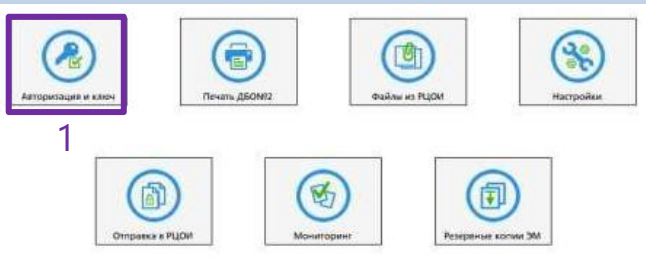 Авторизация и ключ
Печать ДБО№2
Файлы из РЦОИ
Настройки
1
Отправка в РЦОИ
Мониторинг
Резервные копии ЭМ